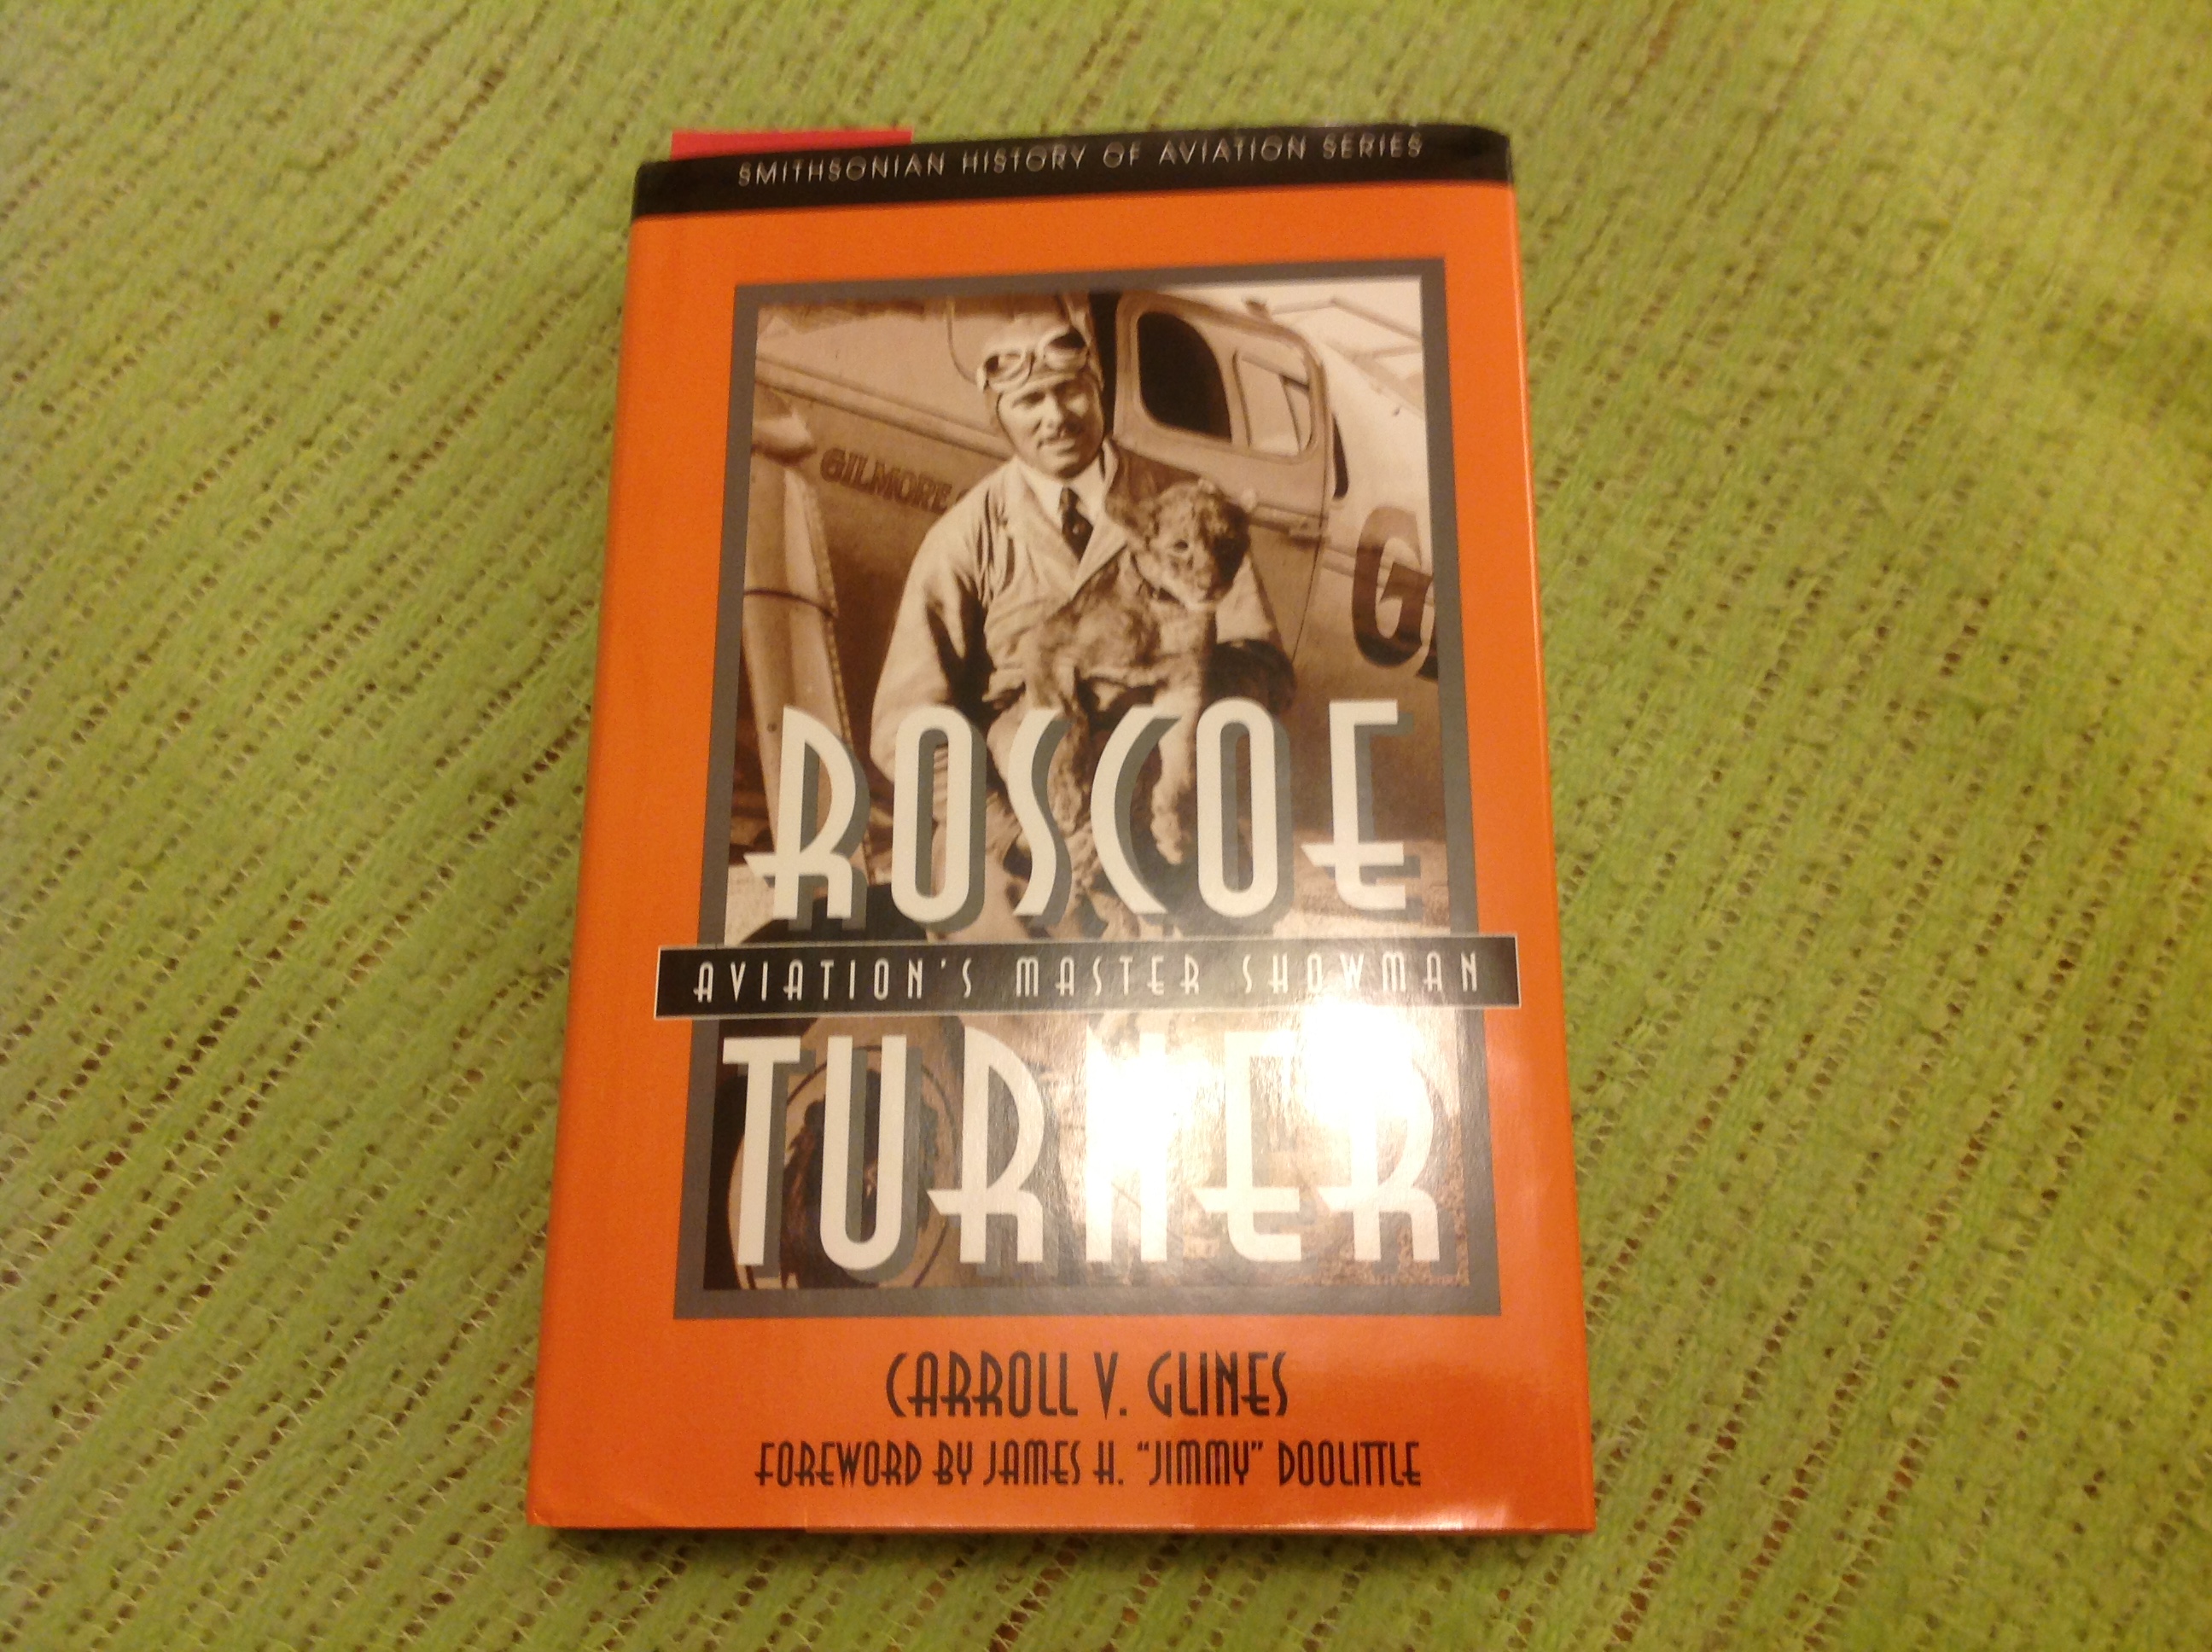 SMITHSONIAN HISTORY OF AVIATION SERIES
GILMORE
G
ROSCOE
AVIATION'S MASTER SHOWMAN
TURNER
CARROLL V. GLINES
FOREWORD BY JAMES H. "JIMMY" DOOLITTLE